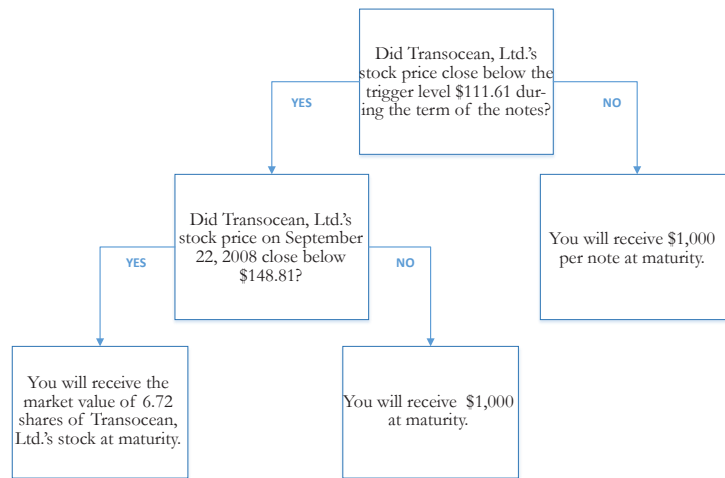 Did Transocean, Ltd.'s
stock price close below the
trigger level $111.61 dur-
ing the term of the notes?
YES
NO
Did Transocean, Ltd.'s
stock price on September
22, 2008 close below
$148.81?
You will receive $1,000
per note at maturity.
YES
NO
You will receive the
market value of 6.72
shares of Transocean,
Ltd.'s stock at maturity.
You will receive $1,000
at maturity.